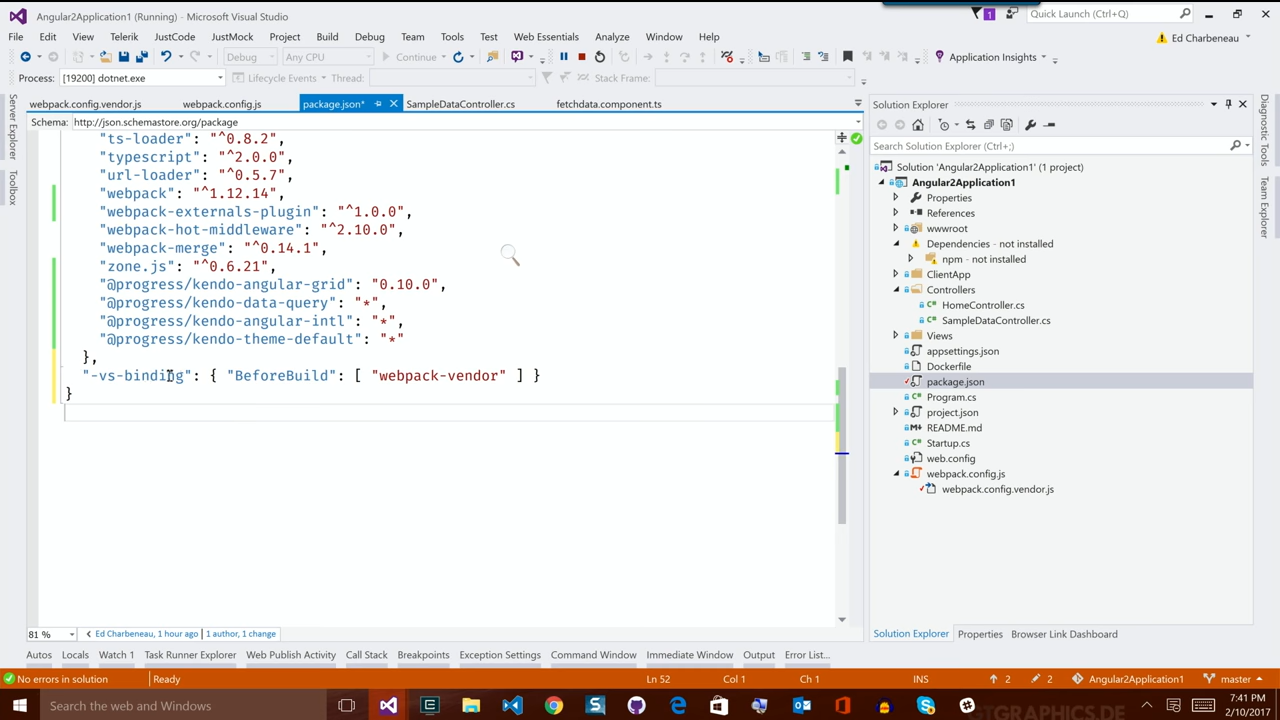 Angular2Application1 (Running) - Microsoft Visual Studio
1
Quick Launch (Ctrl+;)
File Edit View Telerik JustCode JustMock Project Build Debug Team Tools Test Web Essentials Analyze Window Help
Ed Charbeneau
Debug Any CPU Continue Application Insights
Process: [19200] dotnet.exe Lifecycle Events Thread: Stack Frame:
webpack.config.vendor.js webpack.config.js package.json* SampleDataController.cs fetchdata.component.ts
Schema: http://json.schemastore.org/package
Server Explorer
Toolbox
"ts-loader": "^0.8.2",
"typescript": "^2.0.0",
"url-loader": "^0.5.7",
"webpack": "^1.12.14",
"webpack-externals-plugin": "^1.0.0",
"webpack-hot-middleware": "^2.10.0",
"webpack-merge": "^0.14.1",
"zone.js": "^0.6.21",
"@progress/kendo-angular-grid": "0.10.0",
"@progress/kendo-data-query": "*",
"@progress/kendo-angular-intl": "*",
"@progress/kendo-theme-default": "*"
},
"-vs-binding": { "BeforeBuild": [ "webpack-vendor" ] }
}
81 % Ed Charbeneau, 1 hour ago | 1 author, 1 change
Solution Explorer
Search Solution Explorer (Ctrl+;)
Solution 'Angular2Application1' (1 project)
Angular2Application1
Properties
References
wwwroot
Dependencies - not installed
npm - not installed
ClientApp
Controllers
HomeController.cs
SampleDataController.cs
Views
appsettings.json
Dockerfile
package.json
Program.cs
project.json
README.md
Startup.cs
web.config
webpack.config.js
webpack.config.vendor.js
Solution Explorer Properties Browser Link Dashboard
Diagnostic Tools
Team Explorer
Autos Locals Watch 1 Task Runner Explorer Web Publish Activity Call Stack Breakpoints Exception Settings Command Window Immediate Window Output Error List...
No errors in solution Ready Ln 52 Col 1 Ch 1 INS 2 2 Angular2Application1 master
Search the web and Windows
7:41 PM
2/10/2017
GTGRAPHICS.DE